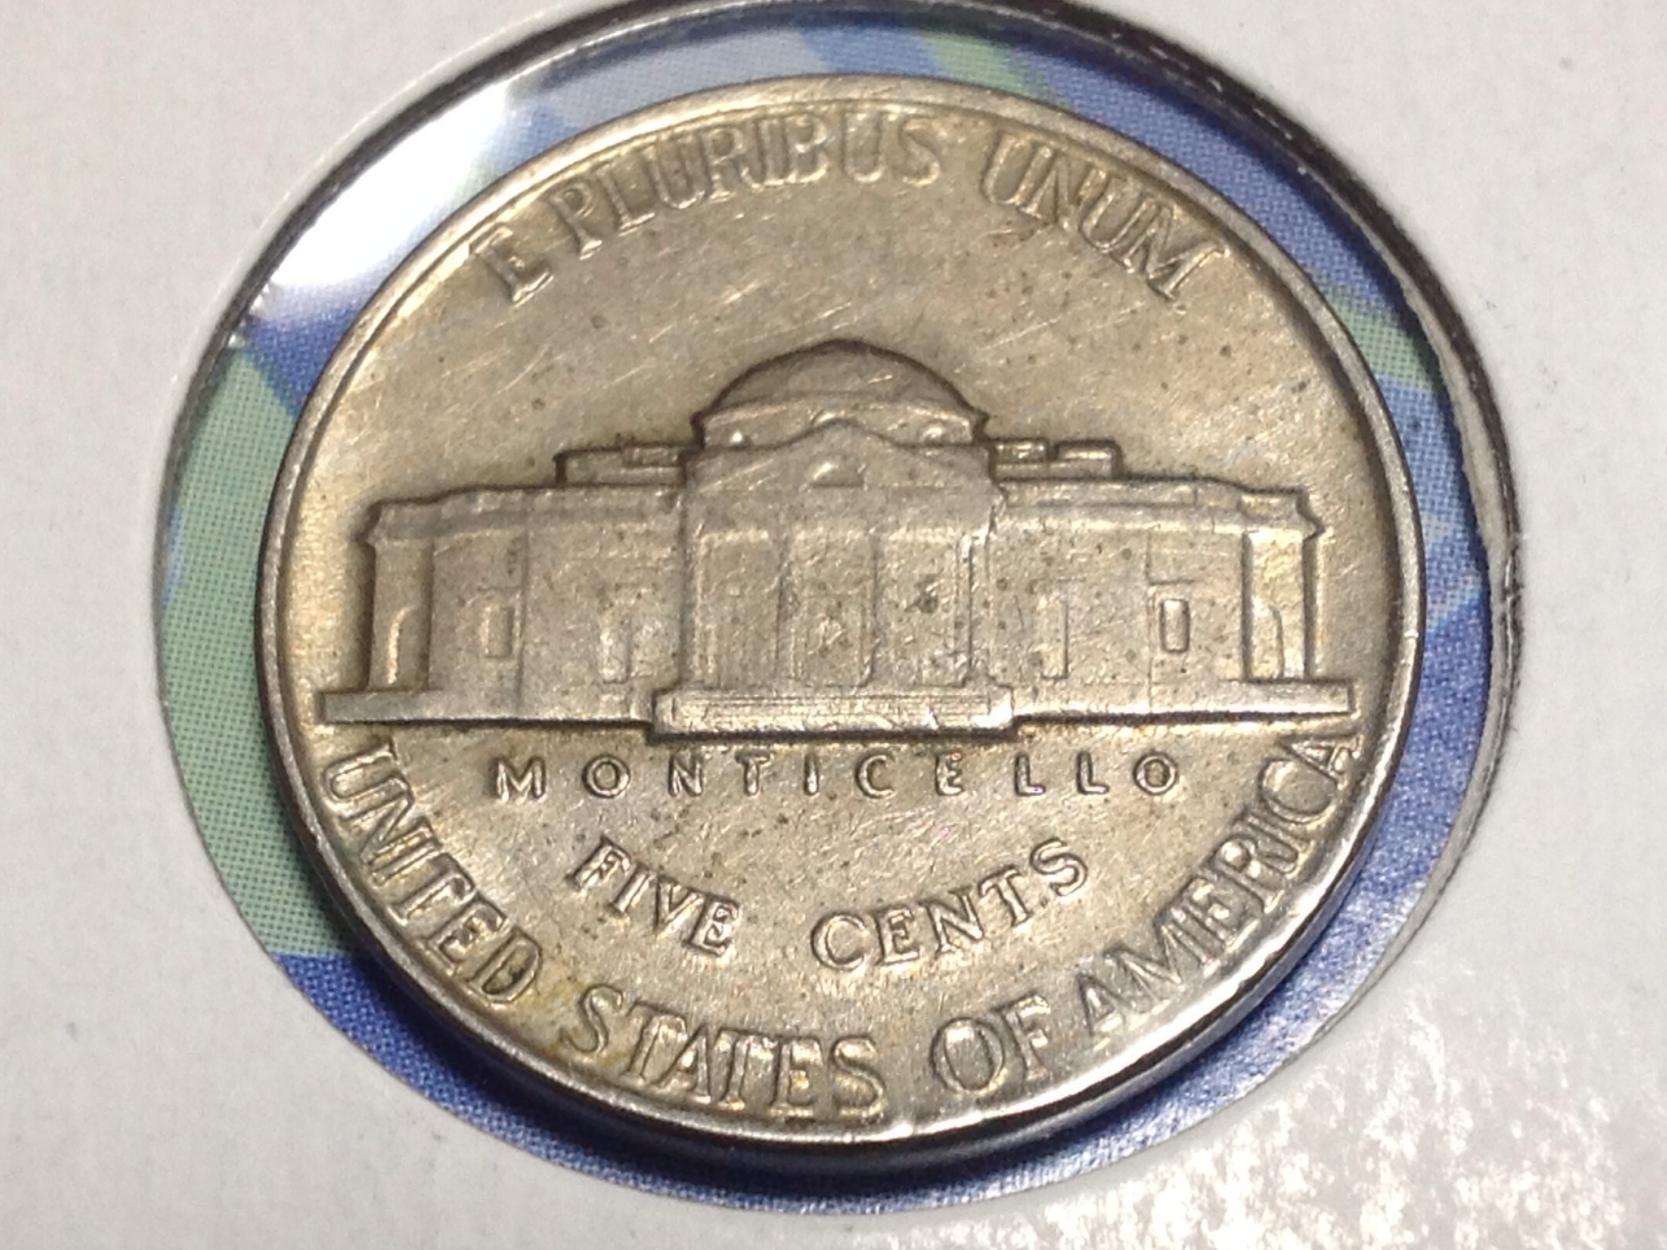 E PLURIBUS UNUM
MONTICELLO
FIVE CENTS
UNITED STATES OF AMERICA